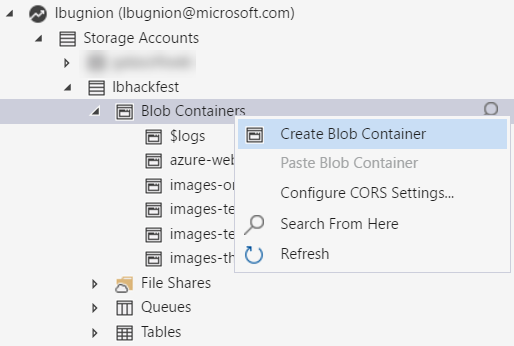 lbugnion (lbugnion@microsoft.com)
Storage Accounts
lbhackfest
Blob Containers
$logs
azure-web
images-or
images-te
images-te
images-th
Create Blob Container
Paste Blob Container
Configure CORS Settings...
Search From Here
Refresh
File Shares
Queues
Tables